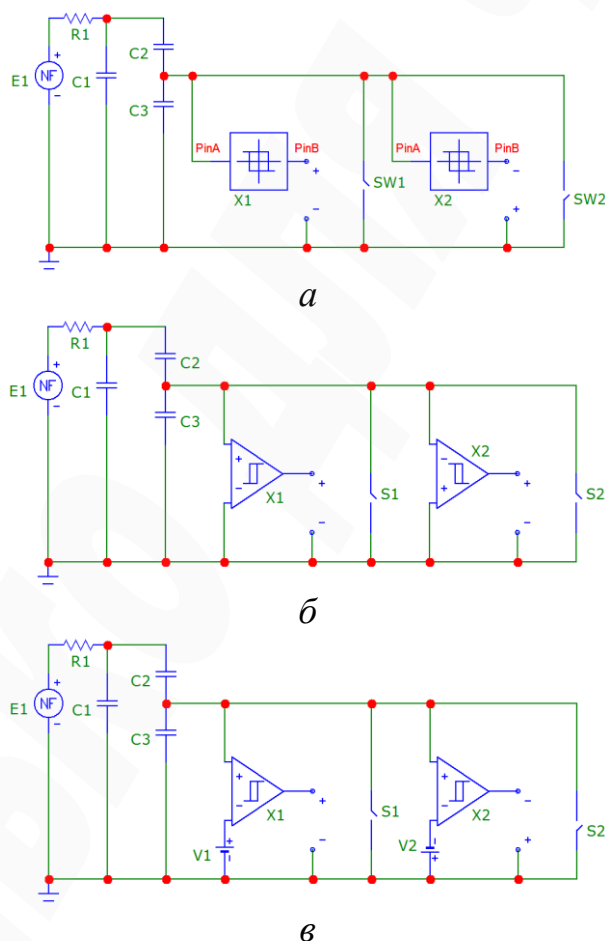 R1
C2
E1 NF C1
C3
PinA PinB PinA PinB
+ -
SW1
X1 X2
SW2
- +
а
R1
C2
E1 NF C1
C3
X2
+ -
X1 S1 S2
- +
б
R1
C2
E1 NF C1
C3
+ +
X1 S1 X2
S2
V1 V2
- +
в